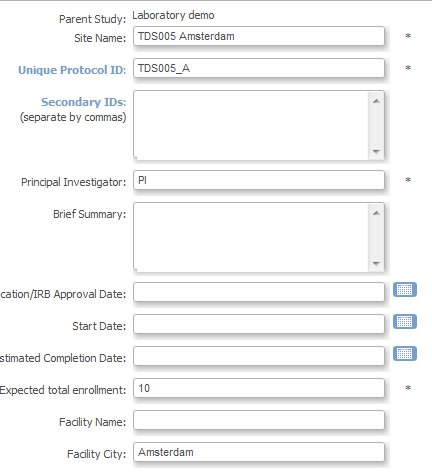 Parent Study: Laboratory demo
Site Name: TDS005 Amsterdam *
Unique Protocol ID: TDS005_A *
Secondary IDs:
(separate by commas)
Principal Investigator: PI *
Brief Summary:
cation/IRB Approval Date:
Start Date:
stimated Completion Date:
Expected total enrollment: 10 *
Facility Name:
Facility City: Amsterdam